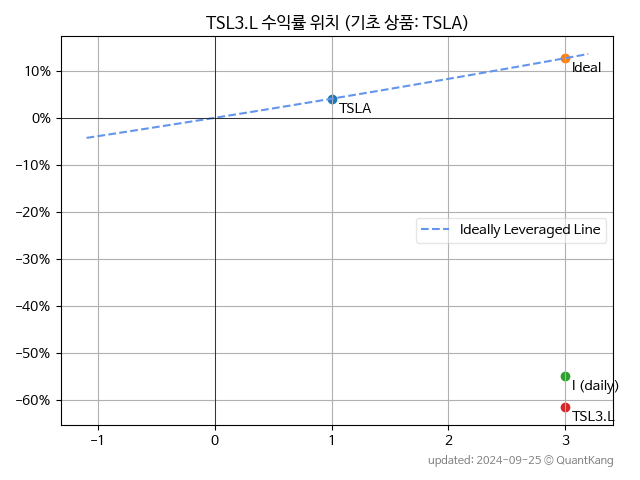 TSL3.L 수익률 위치 (기초 상품: TSLA)
10%
0%
−10%
−20%
−30%
−40%
−50%
−60%
Ideal
TSLA
Ideally Leveraged Line
I (daily)
TSL3.L
−1 0 1 2 3
updated: 2024-09-25 © QuantKang